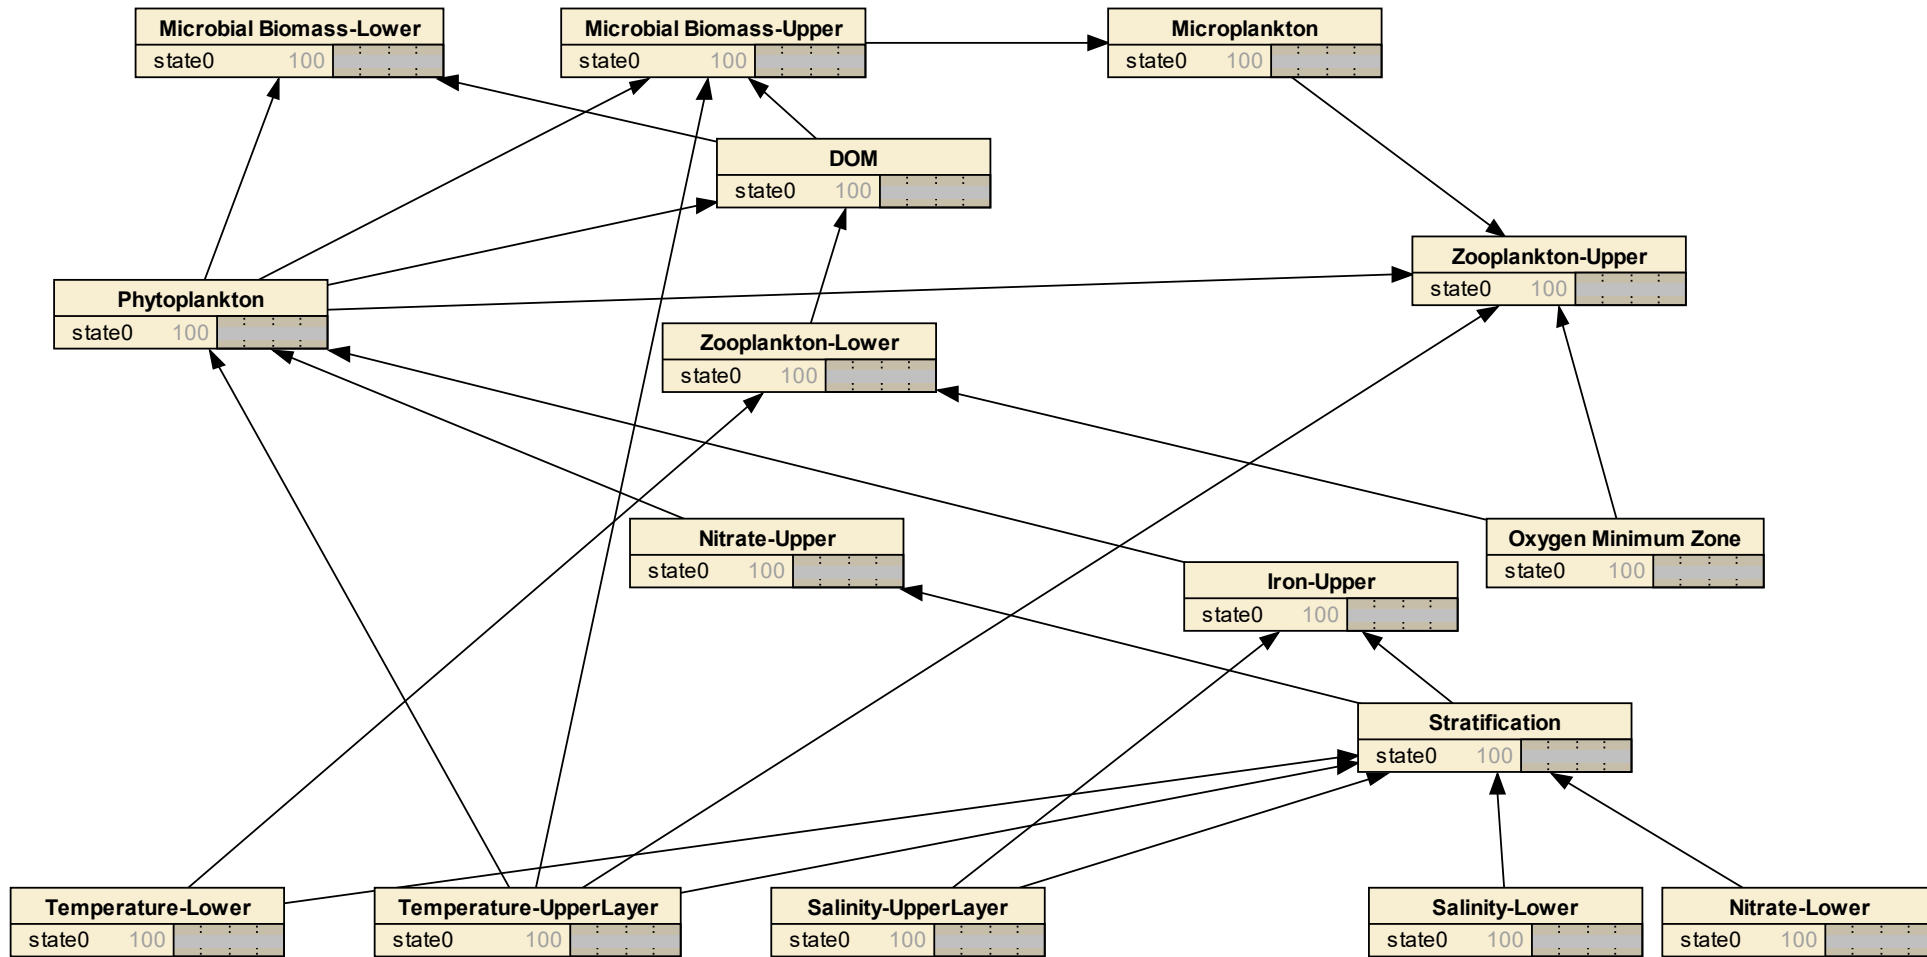 Microbial Biomass-Lower
state0 100
Microbial Biomass-Upper
state0 100
Microplankton
state0 100
DOM
state0 100
Zooplankton-Upper
state0 100
Phytoplankton
state0 100
Zooplankton-Lower
state0 100
Nitrate-Upper
state0 100
Oxygen Minimum Zone
state0 100
Iron-Upper
state0 100
Stratification
state0 100
Temperature-Lower
state0 100
Temperature-UpperLayer
state0 100
Salinity-UpperLayer
state0 100
Salinity-Lower
state0 100
Nitrate-Lower
state0 100